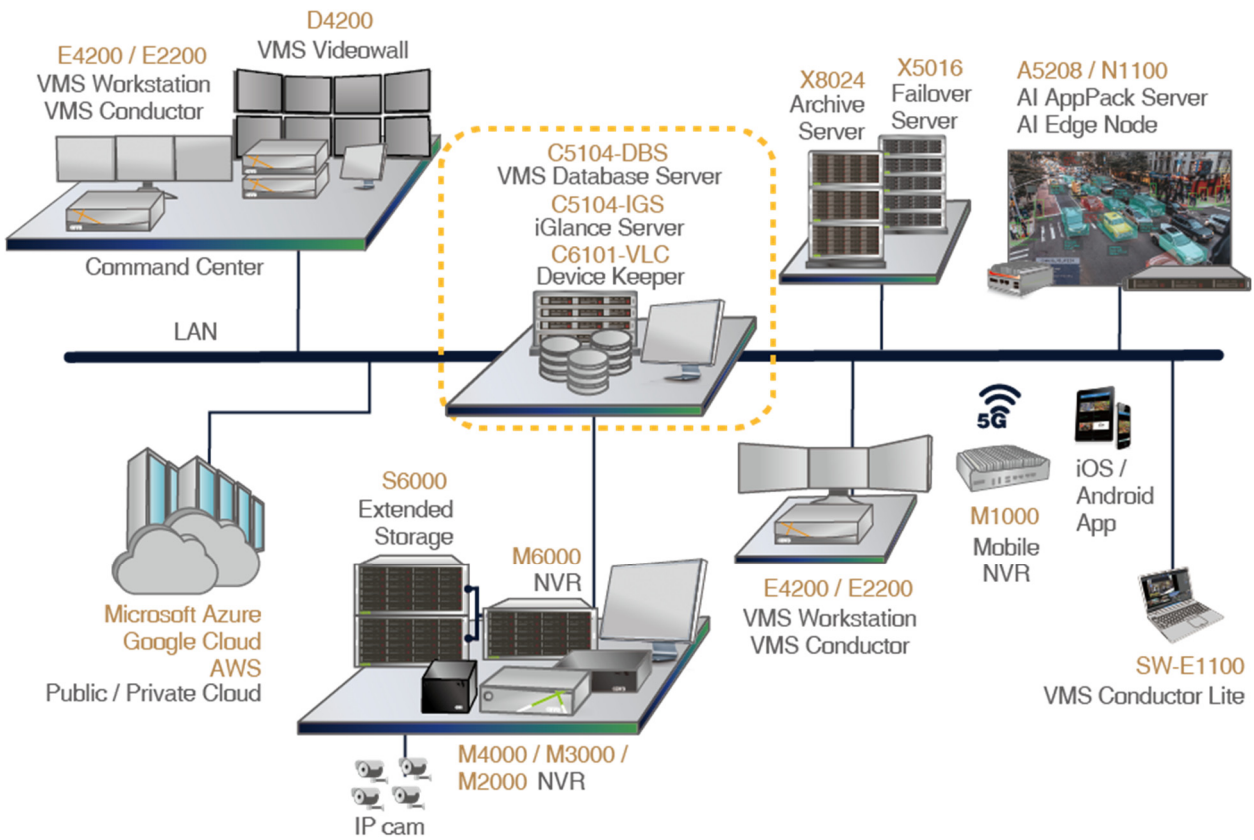 D4200
VMS Videowall
E4200 / E2200
VMS Workstation
VMS Conductor
Command Center
C5104-DBS
VMS Database Server
C5104-IGS
iGlance Server
C6101-VLC
Device Keeper
X8024
Archive
Server
X5016
Failover
Server
A5208 / N1100
AI AppPack Server
AI Edge Node
LAN
Microsoft Azure
Google Cloud
AWS
Public / Private Cloud
S6000
Extended
Storage
M6000
NVR
M4000 / M3000 /
M2000 NVR
IP cam
E4200 / E2200
VMS Workstation
VMS Conductor
5G
M1000
Mobile
NVR
iOS /
Android
App
SW-E1100
VMS Conductor Lite